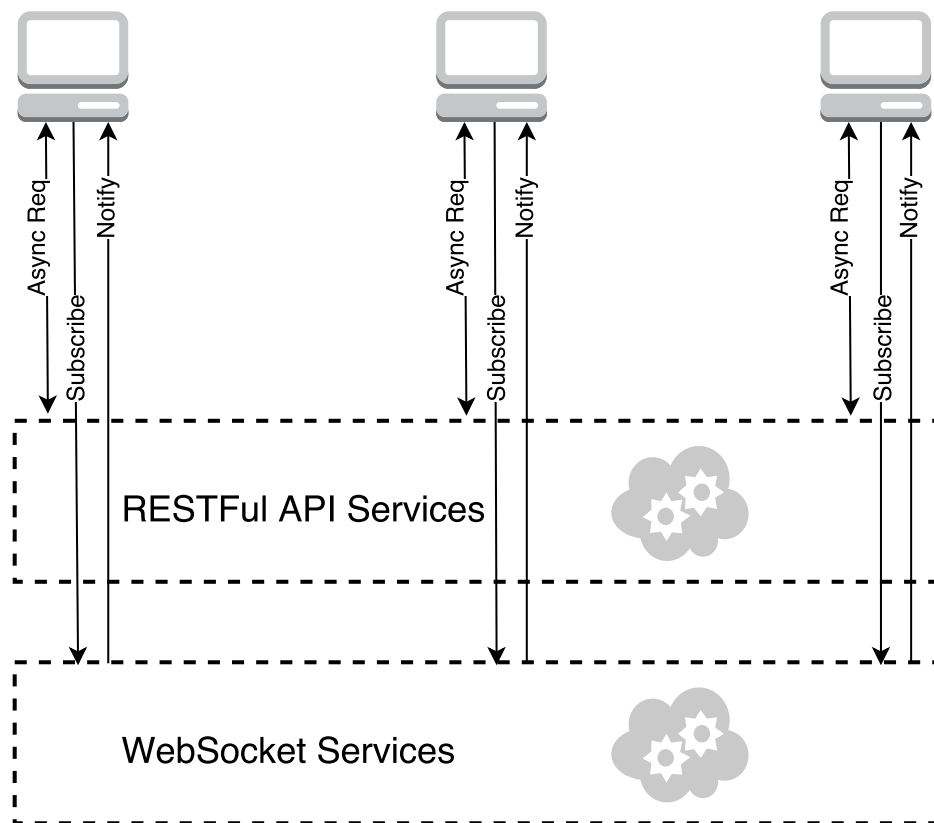 Async Req
Subscribe
Notify
Async Req
Subscribe
Notify
Async Req
Subscribe
Notify
RESTFul API Services
WebSocket Services